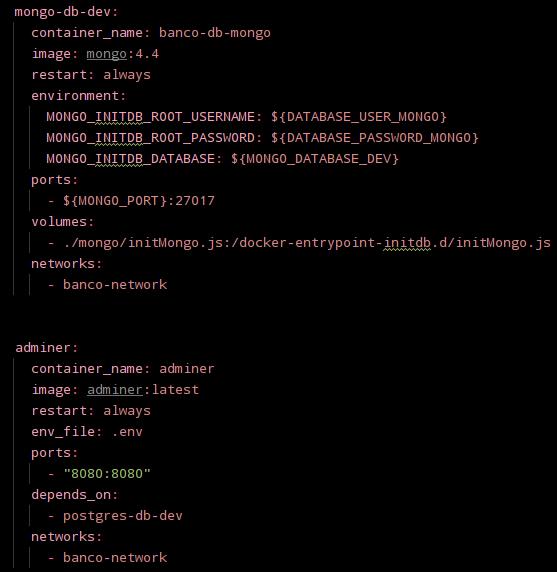 mongo-db-dev:
container_name: banco-db-mongo
image: mongo:4.4
restart: always
environment:
MONGO_INITDB_ROOT_USERNAME: ${DATABASE_USER_MONGO}
MONGO_INITDB_ROOT_PASSWORD: ${DATABASE_PASSWORD_MONGO}
MONGO_INITDB_DATABASE: ${MONGO_DATABASE_DEV}
ports:
- ${MONGO_PORT}:27017
volumes:
- ./mongo/initMongo.js:/docker-entrypoint-initdb.d/initMongo.js
networks:
- banco-network
adminer:
container_name: adminer
image: adminer:latest
restart: always
env_file: .env
ports:
- "8080:8080"
depends_on:
- postgres-db-dev
networks:
- banco-network